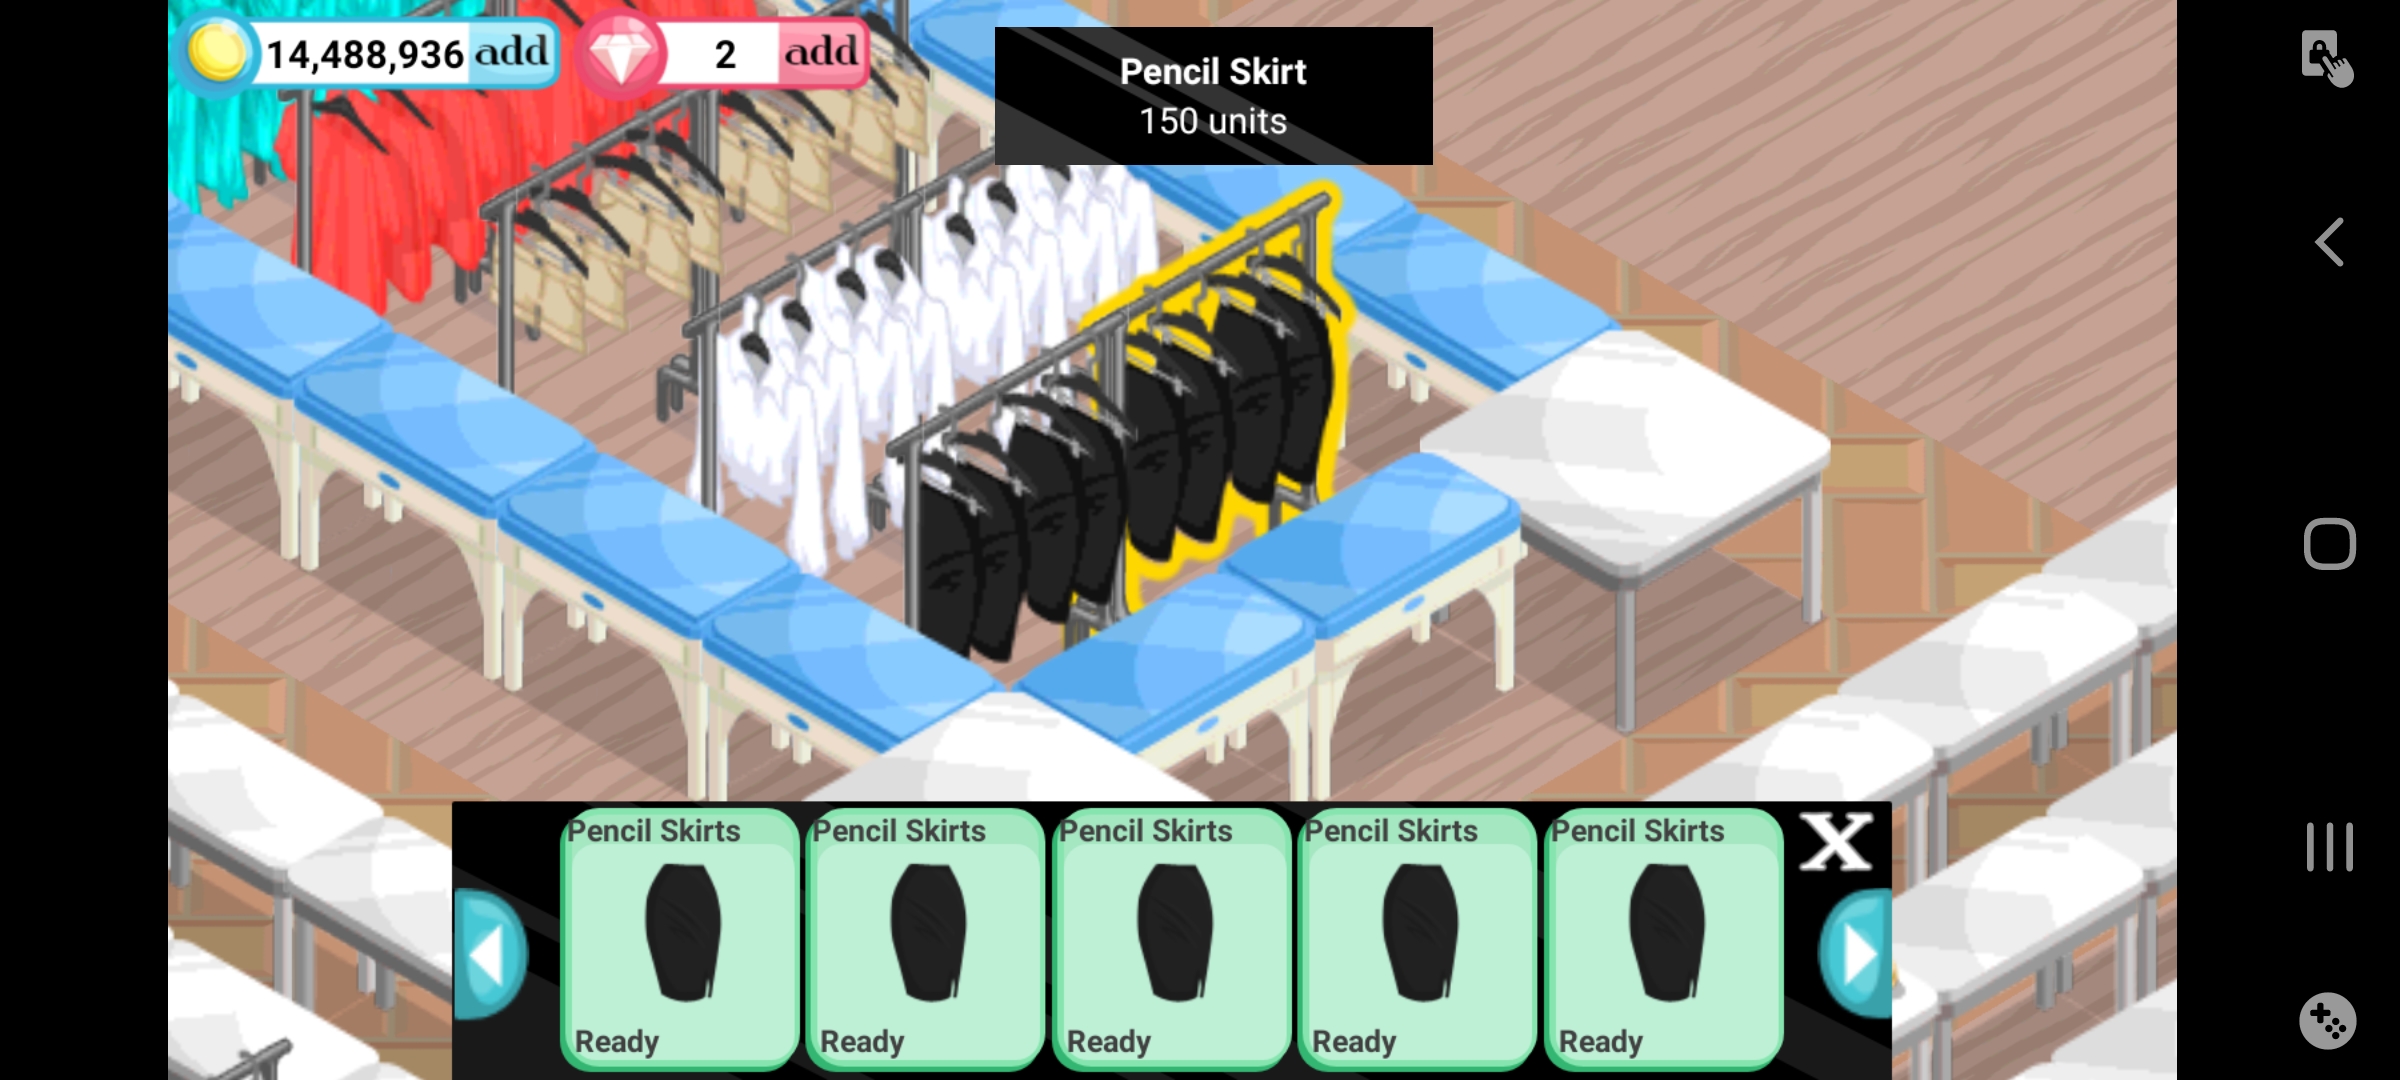 14,488,936 add
2 add
Pencil Skirt
150 units
Pencil Skirts
Ready
Pencil Skirts
Ready
Pencil Skirts
Ready
Pencil Skirts
Ready
Pencil Skirts
Ready
X